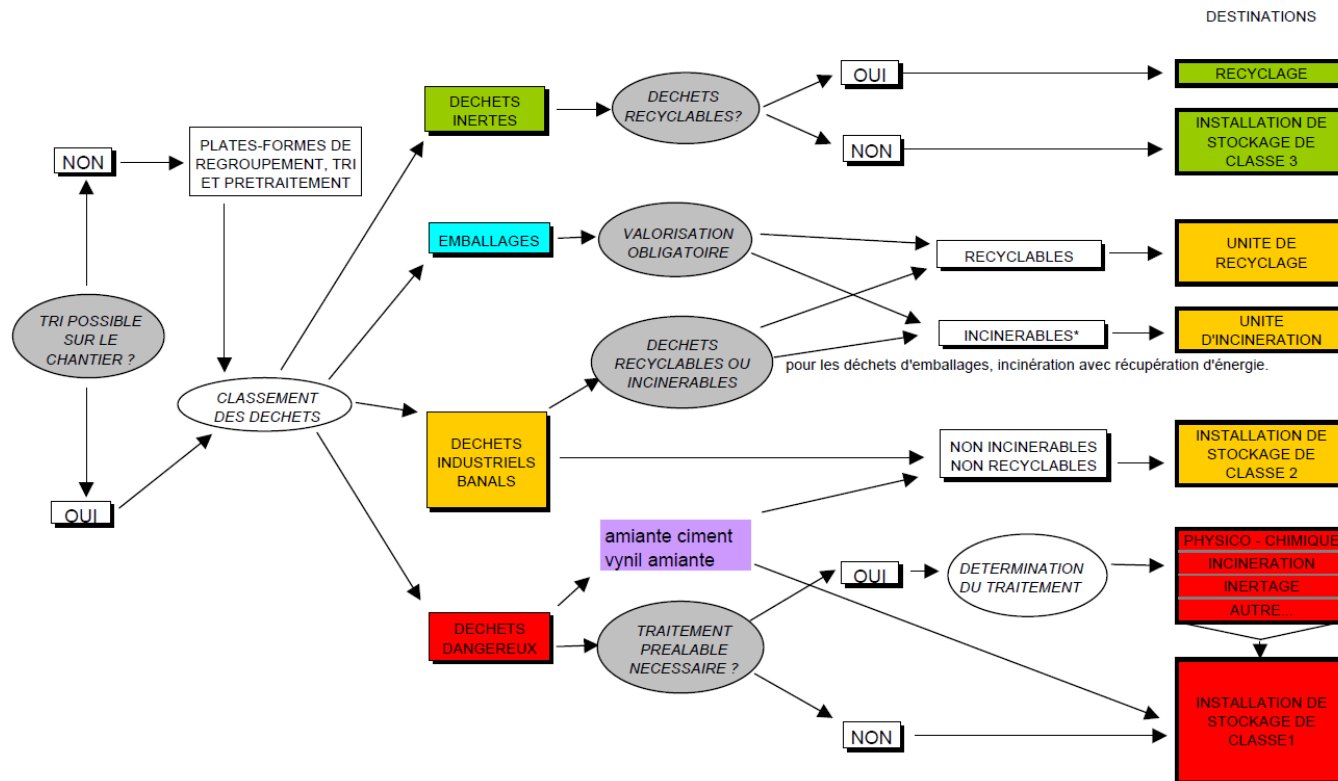 DESTINATIONS
OUI
RECYCLAGE
DECHETS
INERTES
DECHETS
RECYCLABLES?
INSTALLATION DE
STOCKAGE DE
CLASSE 3
NON
PLATES-FORMES DE
REGROUPEMENT, TRI
ET PRETRAITEMENT
NON
EMBALLAGES
VALORISATION
OBLIGATOIRE
RECYCLABLES
UNITE DE
RECYCLAGE
TRI POSSIBLE
SUR LE
CHANTIER ?
DECHETS
RECYCLABLES OU
INCINERABLES
INCINERABLES*
UNITE
D'INCINERATION
pour les déchets d'emballages, incinération avec récupération d'énergie.
CLASSEMENT
DES DECHETS
DECHETS
INDUSTRIELS
BANALS
NON INCINERABLES
NON RECYCLABLES
INSTALLATION DE
STOCKAGE DE
CLASSE 2
OUI
amiante ciment
vynil amiante
OUI
DETERMINATION
DU TRAITEMENT
PHYSICO - CHIMIQUE
INCINERATION
INERTAGE
AUTRE...
DECHETS
DANGEREUX
TRAITEMENT
PREALABLE
NECESSAIRE ?
NON
INSTALLATION DE
STOCKAGE DE
CLASSE1